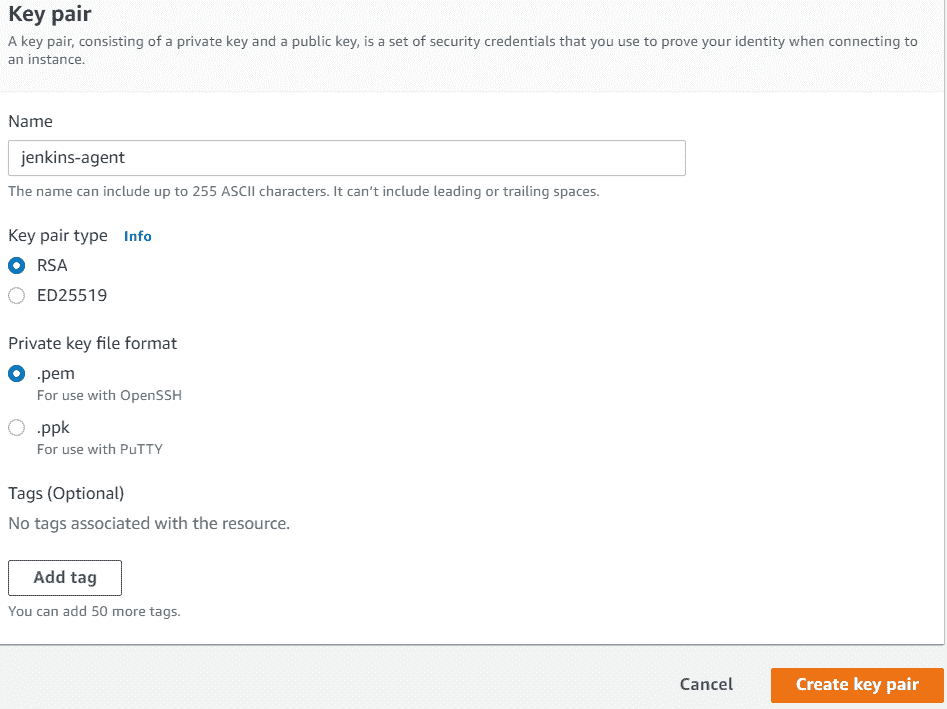 Key pair
A key pair, consisting of a private key and a public key, is a set of security credentials that you use to prove your identity when connecting to
an instance.
Name
jenkins-agent
The name can include up to 255 ASCII characters. It can't include leading or trailing spaces.
Key pair type Info
RSA
ED25519
Private key file format
.pem
For use with OpenSSH
.ppk
For use with PuTTY
Tags (Optional)
No tags associated with the resource.
Add tag
You can add 50 more tags.
Cancel Create key pair